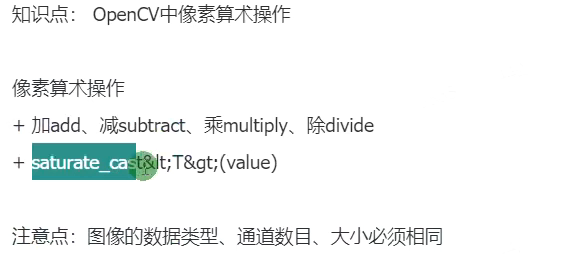 知识点： OpenCV中像素算术操作
像素算术操作
+ 加add、减subtract、乘multiply、除divide
+ saturate_cast&lt;T&gt;(value)
注意点：图像的数据类型、通道数目、大小必须相同